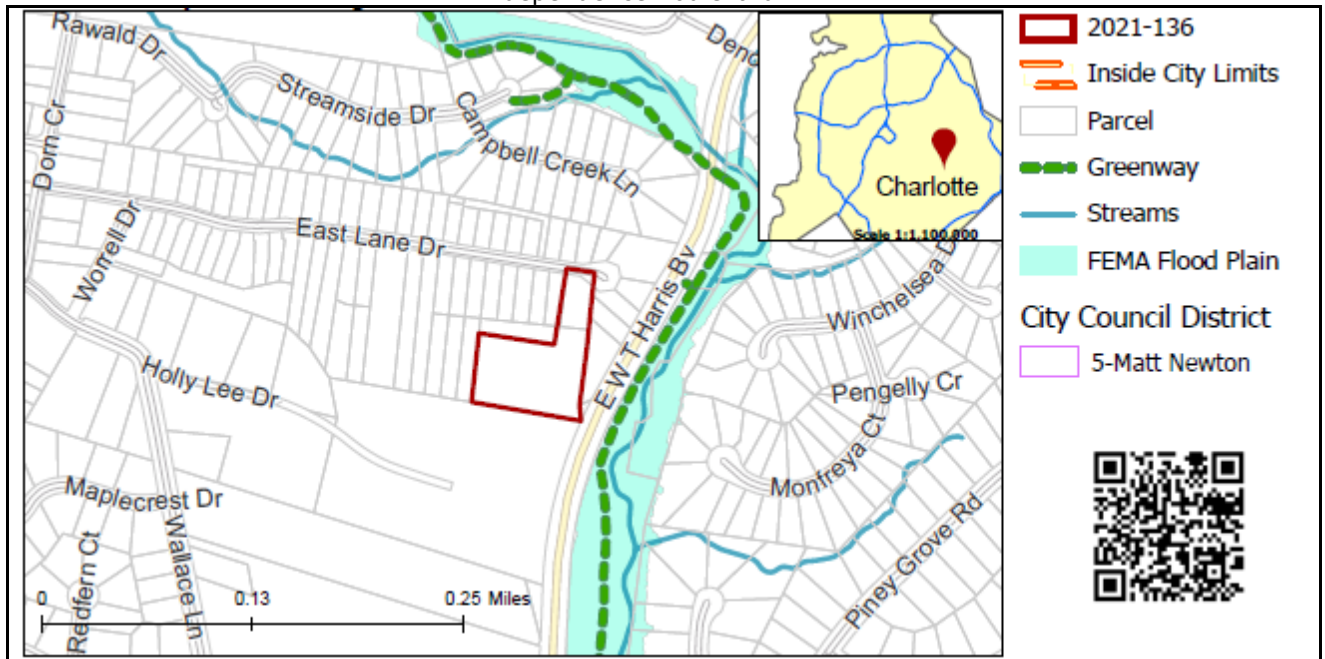 Rawald Dr
Streamside Dr
Campbell Creek Ln
Dorn Cr
Worrell Dr
East Lane Dr
E W T Harris Bv
Holly Lee Dr
Maplecrest Dr
Redfern Ct
Wallace Ln
Pengelly Cr
Monfreya Ct
Piney Grove Rd
0 0.13 0.25 Miles
Charlotte
Scale 1:1,100,000
2021-136
Inside City Limits
Parcel
Greenway
Streams
FEMA Flood Plain
City Council District
5-Matt Newton